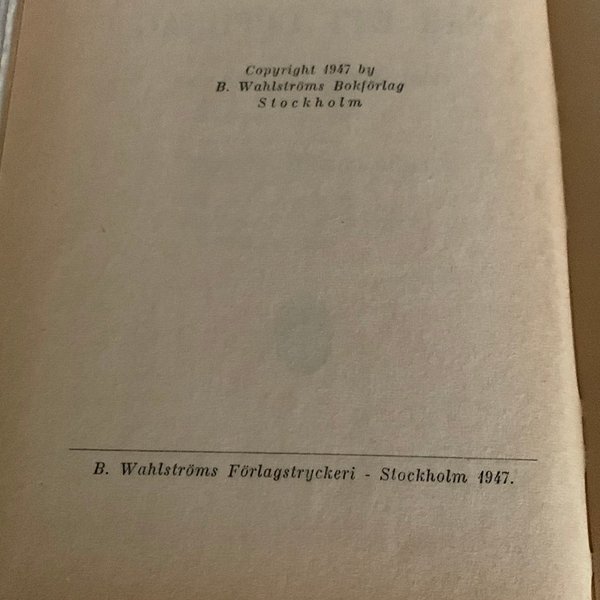 Copyright 1947 by
B. Wahlströms Bokförlag
Stockholm
B. Wahlströms Förlagstryckeri - Stockholm 1947.